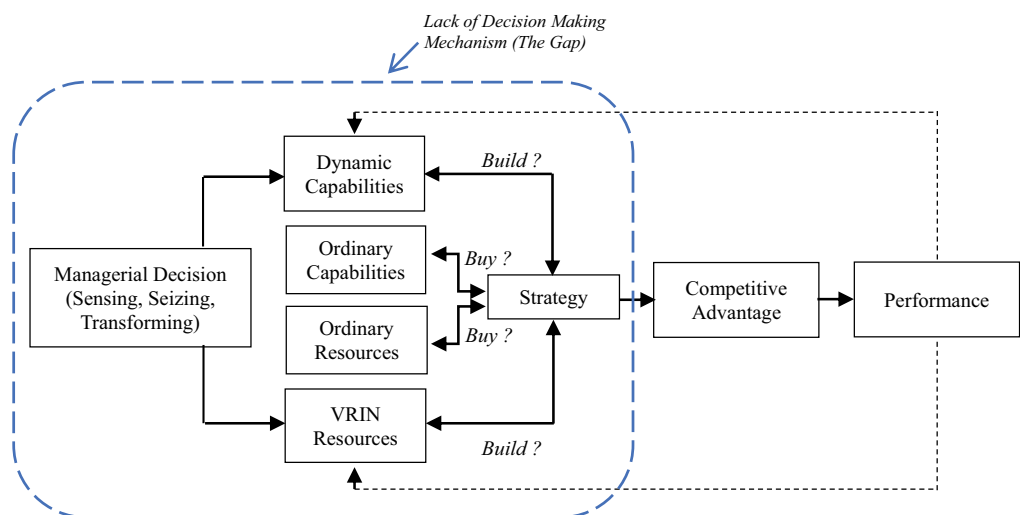 Lack of Decision Making
Mechanism (The Gap)
Dynamic
Capabilities
Build ?
Ordinary
Capabilities
Buy ?
Managerial Decision
(Sensing, Seizing,
Transforming)
Strategy
Competitive
Advantage
Performance
Ordinary
Resources
Buy ?
VRIN
Resources
Build ?